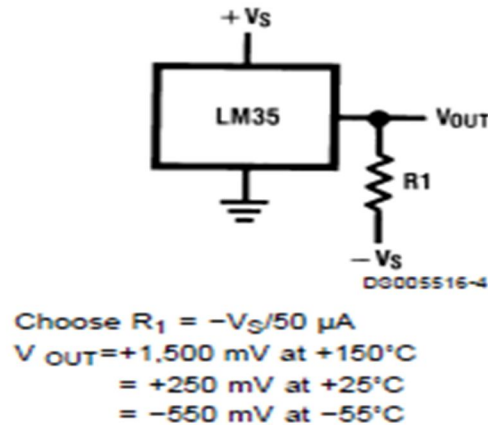 + VS
LM35
VOUT
R1
− VS
DS005516-4
Choose R1 = −VS/50 µA
V OUT=+1,500 mV at +150°C
= +250 mV at +25°C
= −550 mV at −55°C